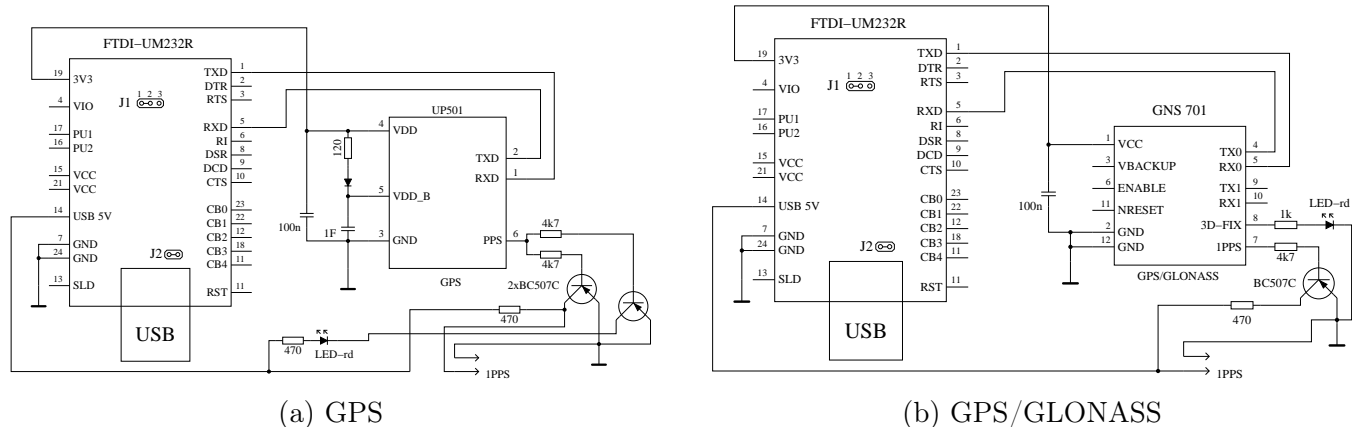 FTDI−UM232R
19 3V3
4 VIO
17 PU1
16 PU2
15 VCC
21 VCC
14 USB 5V
7 GND
24 GND
13 SLD
J1 1 2 3
J2
TXD 1
DTR 2
RTS 3
RXD 5
RI 6
DSR 8
DCD 9
CTS 10
CB0 23
CB1 22
CB2 12
CB3 18
CB4 11
RST 11
USB
100n
120
1F
UP501
4 VDD
5 VDD_B
3 GND
TXD 2
RXD 1
PPS 6
GPS
4k7
4k7
2xBC507C
470
470
LED−rd
1PPS
(a) GPS
FTDI−UM232R
19 3V3
4 VIO
17 PU1
16 PU2
15 VCC
21 VCC
14 USB 5V
7 GND
24 GND
13 SLD
J1 1 2 3
J2
TXD 1
DTR 2
RTS 3
RXD 5
RI 6
DSR 8
DCD 9
CTS 10
CB0 23
CB1 22
CB2 12
CB3 18
CB4 11
RST 11
USB
100n
GNS 701
1 VCC
3 VBACKUP
6 ENABLE
11 NRESET
2 GND
12 GND
TX0 4
RX0 5
TX1 9
RX1 10
3D−FIX 8
1PPS 7
GPS/GLONASS
1k
LED−rd
4k7
BC507C
470
1PPS
(b) GPS/GLONASS